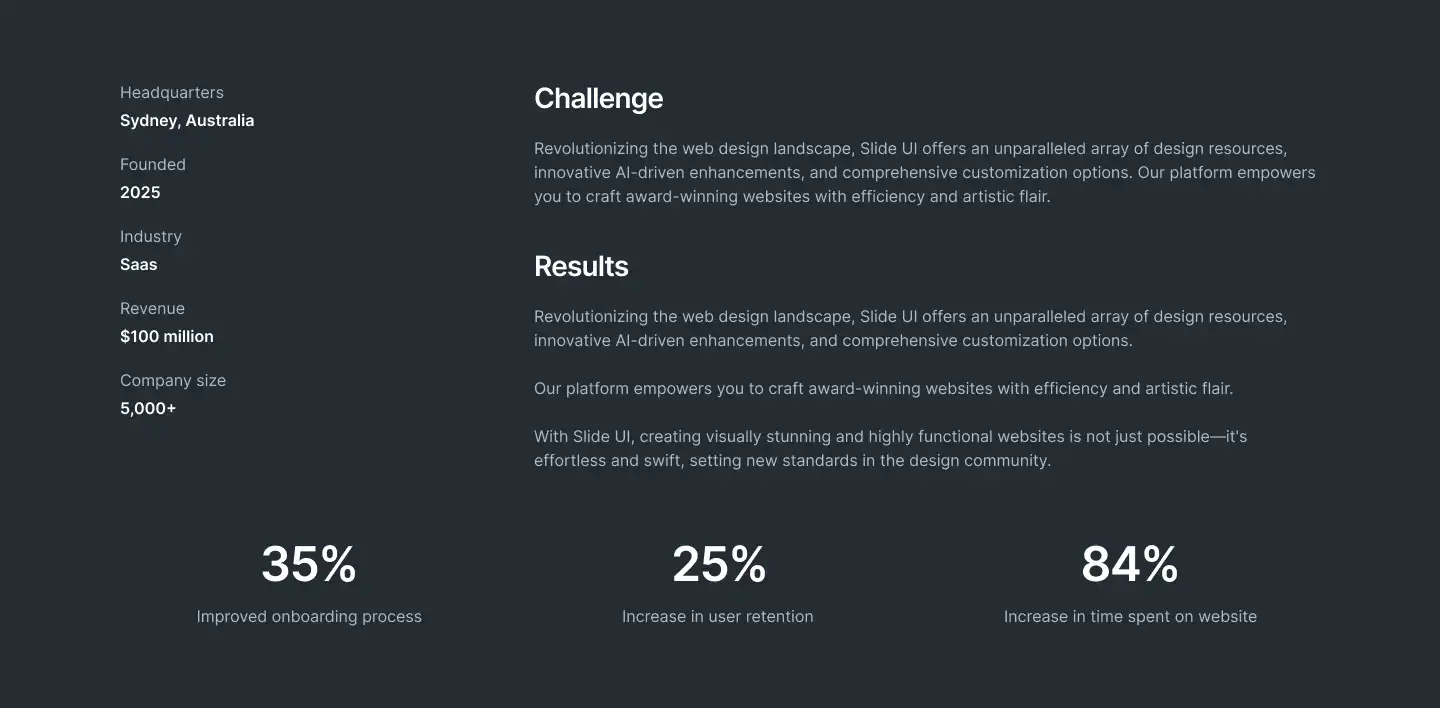 Headquarters
Sydney, Australia
Founded
2025
Industry
Saas
Revenue
$100 million
Company size
5,000+
Challenge
Revolutionizing the web design landscape, Slide UI offers an unparalleled array of design resources,
innovative AI-driven enhancements, and comprehensive customization options. Our platform empowers
you to craft award-winning websites with efficiency and artistic flair.
Results
Revolutionizing the web design landscape, Slide UI offers an unparalleled array of design resources,
innovative AI-driven enhancements, and comprehensive customization options.
Our platform empowers you to craft award-winning websites with efficiency and artistic flair.
With Slide UI, creating visually stunning and highly functional websites is not just possible—it's
effortless and swift, setting new standards in the design community.
35%
Improved onboarding process
25%
Increase in user retention
84%
Increase in time spent on website